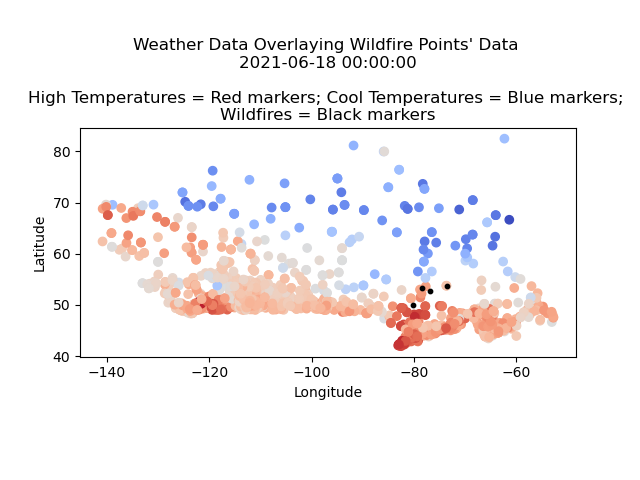 Weather Data Overlaying Wildfire Points' Data
2021-06-18 00:00:00
High Temperatures = Red markers; Cool Temperatures = Blue markers;
Wildfires = Black markers
80
70
60
50
40
Latitude
−140 −120 −100 −80 −60
Longitude